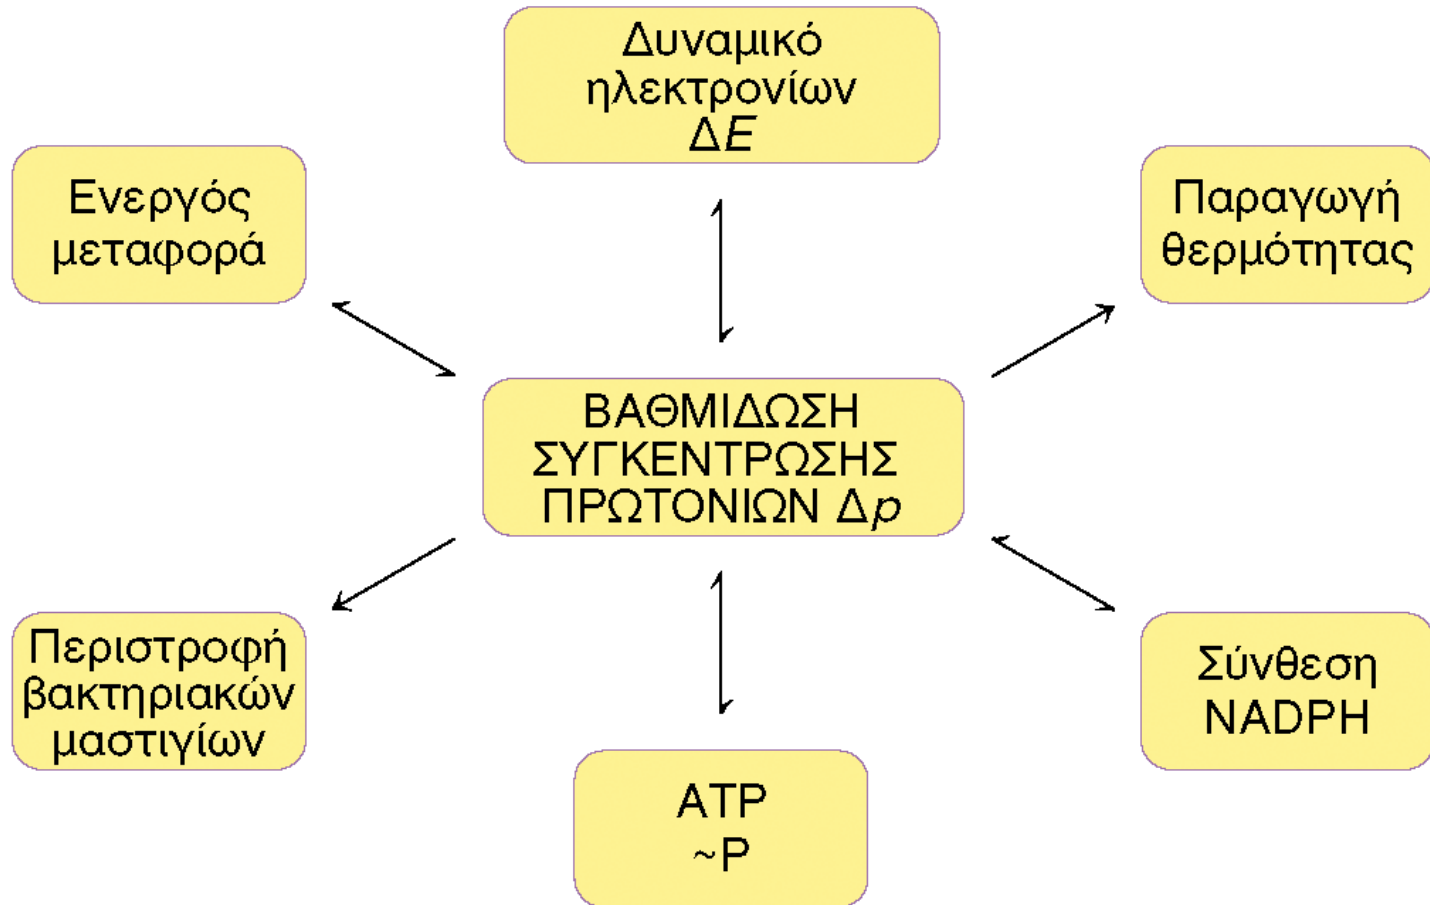 Δυναμικό
ηλεκτρονίων
ΔE
Ενεργός
μεταφορά
Παραγωγή
θερμότητας
ΒΑΘΜΙΔΩΣΗ
ΣΥΓΚΕΝΤΡΩΣΗΣ
ΠΡΩΤΟΝΙΩΝ Δp
Περιστροφή
βακτηριακών
μαστιγίων
Σύνθεση
NADPH
ATP
~P